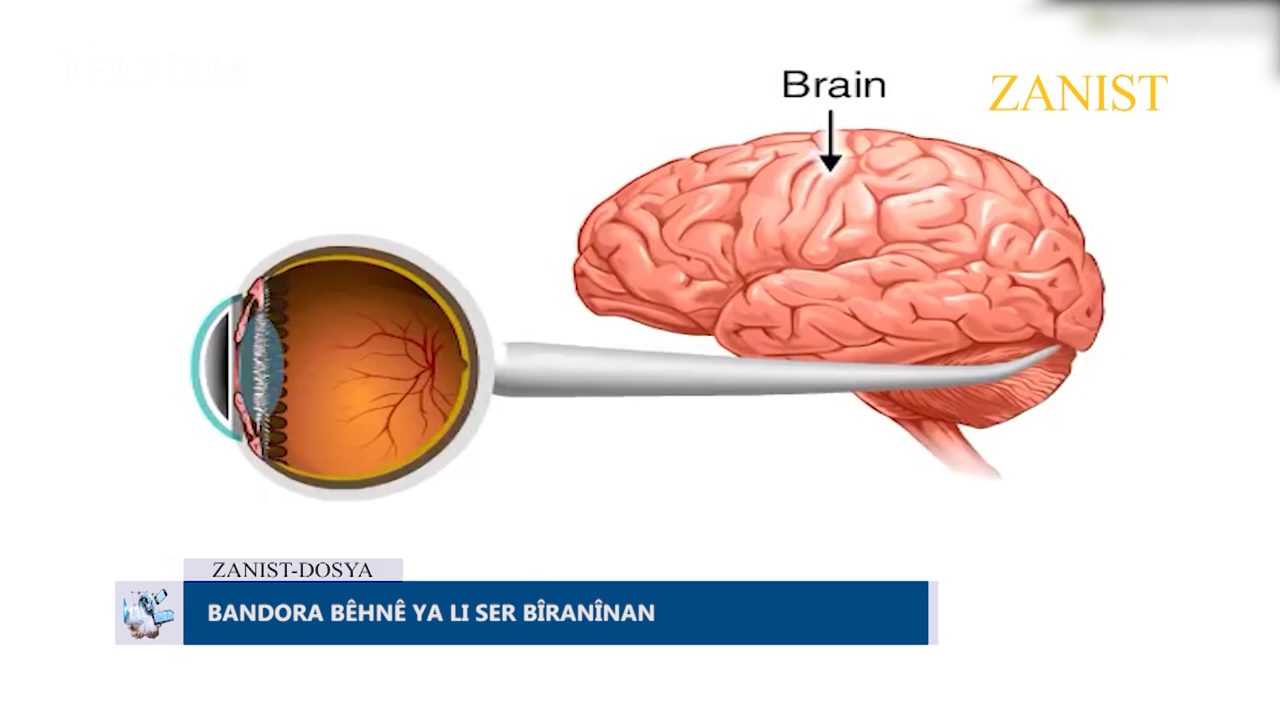 Brain
ZANIST
ZANIST-DOSYA
BANDORA BÊHNÊ YA LI SER BÎRANÎNAN